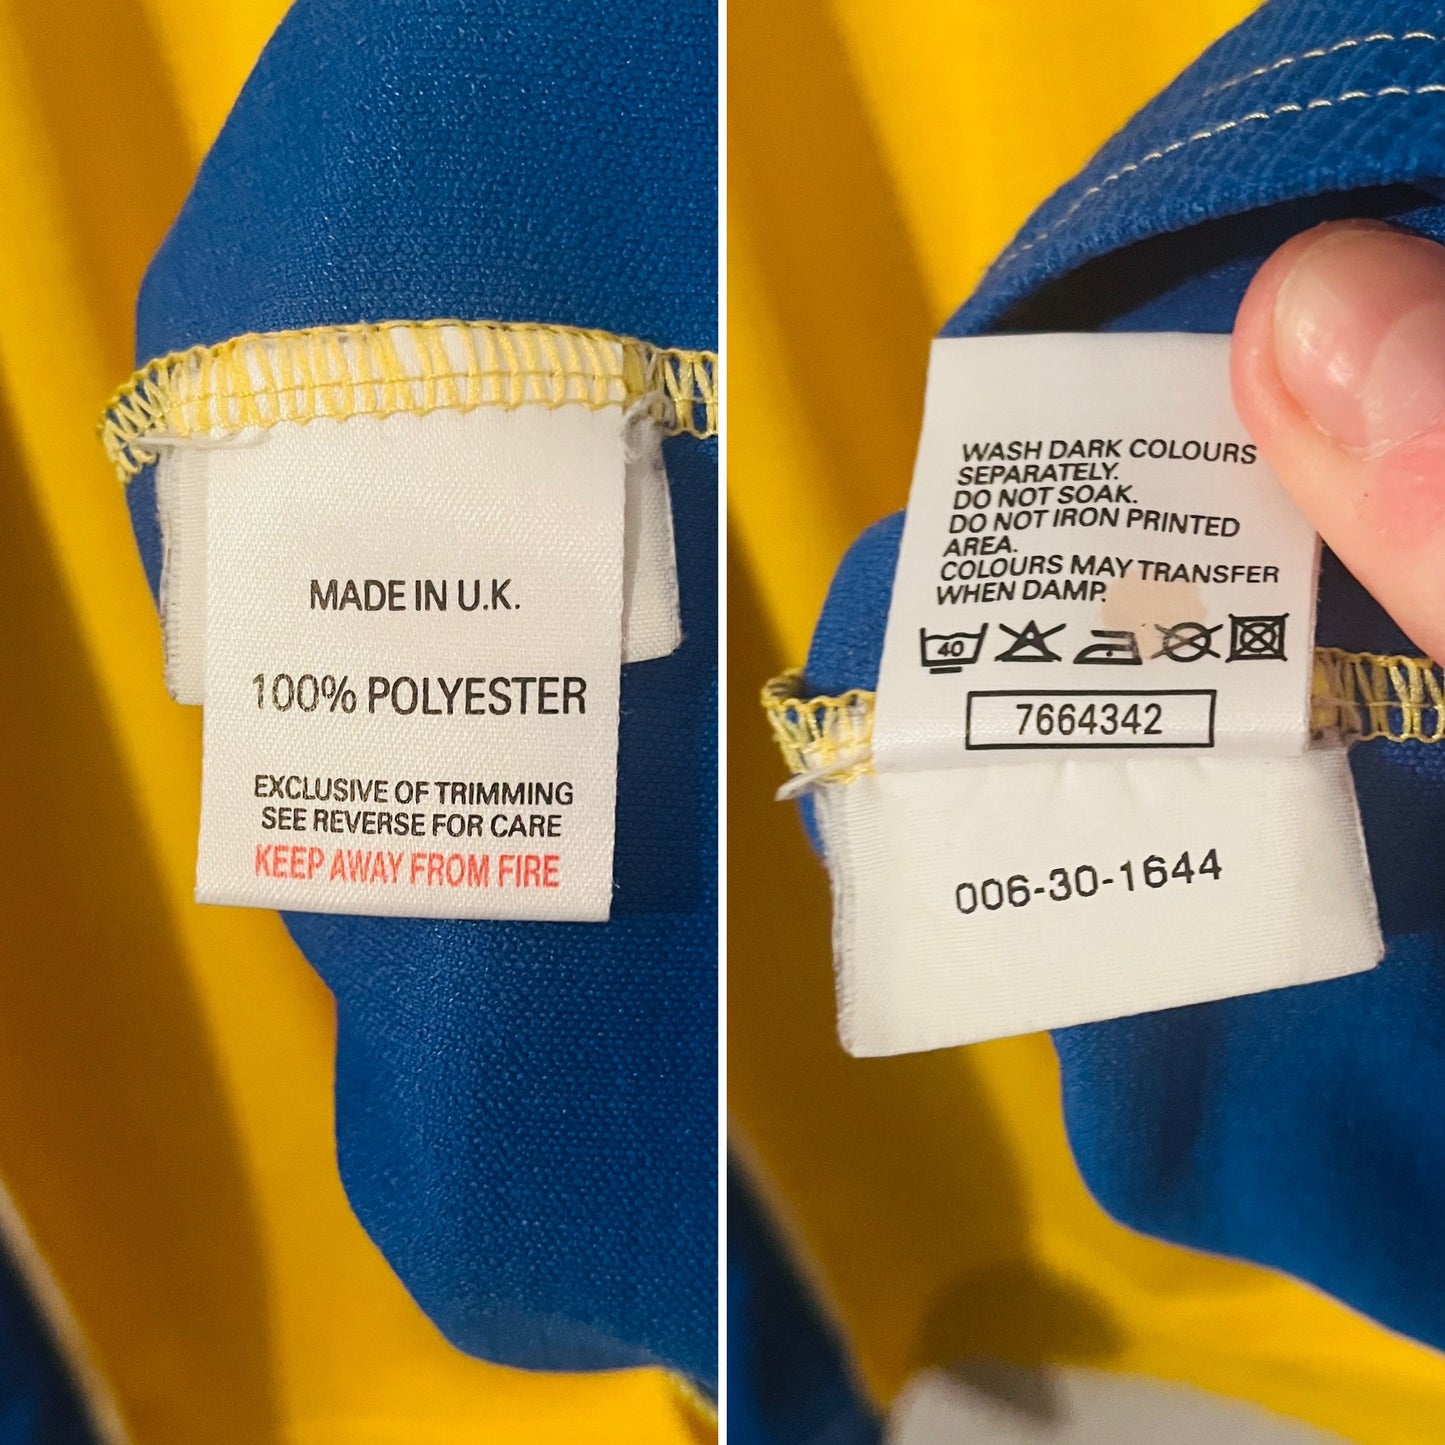 MADE IN U.K.
100% POLYESTER
EXCLUSIVE OF TRIMMING
SEE REVERSE FOR CARE
KEEP AWAY FROM FIRE
WASH DARK COLOURS
SEPARATELY.
DO NOT SOAK.
DO NOT IRON PRINTED
AREA.
COLOURS MAY TRANSFER
WHEN DAMP.
40
7664342
006-30-1644